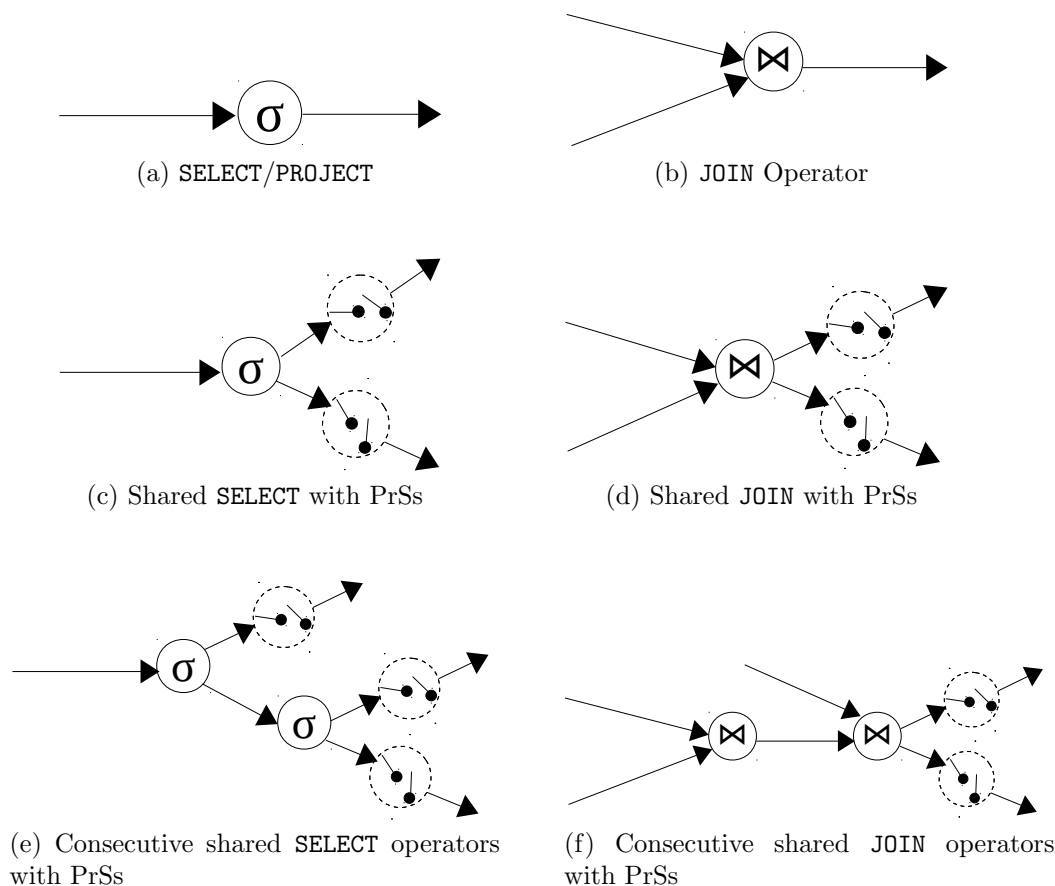 σ
⋈
(a) SELECT/PROJECT
(b) JOIN Operator
σ
⋈
(c) Shared SELECT with PrSs
(d) Shared JOIN with PrSs
σ
σ
⋈
⋈
(e) Consecutive shared SELECT operators
with PrSs
(f) Consecutive shared JOIN operators
with PrSs